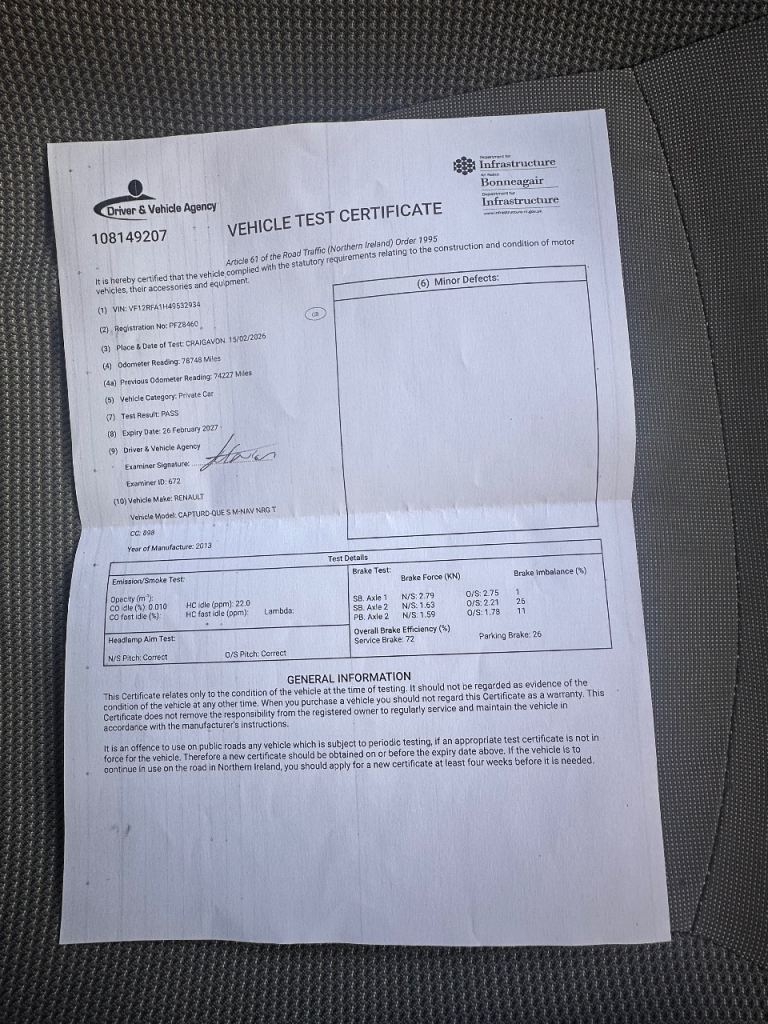 Driver & Vehicle Agency
108149207
Department for
Infrastructure
An Roinn
Bonneagair
Depairtment for
Infrastructure
www.infrastructure-ni.gov.uk
VEHICLE TEST CERTIFICATE
Article 61 of the Road Traffic (Northern Ireland) Order 1995
It is hereby certified that the vehicle complied with the statutory requirements relating to the construction and condition of motor
vehicles, their accessories and equipment.
(1) VIN: VF12RFA1H49532934
GB
(2) Registration No: PFZ8460
(3) Place & Date of Test: CRAIGAVON 15/02/2026
(4) Odometer Reading: 78748 Miles
(4a) Previous Odometer Reading: 74227 Miles
(5) Vehicle Category: Private Car
(6) Minor Defects:
(7) Test Result: PASS
(8) Expiry Date: 26 February 2027
(9) Driver & Vehicle Agency
Examiner Signature:
Examiner ID: 672
(10) Vehicle Make: RENAULT
Vehicle Model: CAPTURD-QUE S M-NAV NRG T
CC: 898
Year of Manufacture: 2013
Test Details
Emission/Smoke Test:
Opacity (m⁻¹):
CO idle (%): 0.010 HC idle (ppm): 22.0
CO fast idle (%): HC fast idle (ppm): Lambda:
Headlamp Aim Test:
N/S Pitch: Correct O/S Pitch: Correct
Brake Test:
Brake Force (KN) Brake Imbalance (%)
SB. Axle 1 N/S: 2.79 O/S: 2.75 1
SB. Axle 2 N/S: 1.63 O/S: 2.21 26
PB. Axle 2 N/S: 1.59 O/S: 1.78 11
Overall Brake Efficiency (%)
Service Brake: 72 Parking Brake: 26
GENERAL INFORMATION
This Certificate relates only to the condition of the vehicle at the time of testing. It should not be regarded as evidence of the
condition of the vehicle at any other time. When you purchase a vehicle you should not regard this Certificate as a warranty. This
Certificate does not remove the responsibility from the registered owner to regularly service and maintain the vehicle in
accordance with the manufacturer's instructions.
It is an offence to use on public roads any vehicle which is subject to periodic testing, if an appropriate test certificate is not in
force for the vehicle. Therefore a new certificate should be obtained on or before the expiry date above. If the vehicle is to
continue in use on the road in Northern Ireland, you should apply for a new certificate at least four weeks before it is needed.